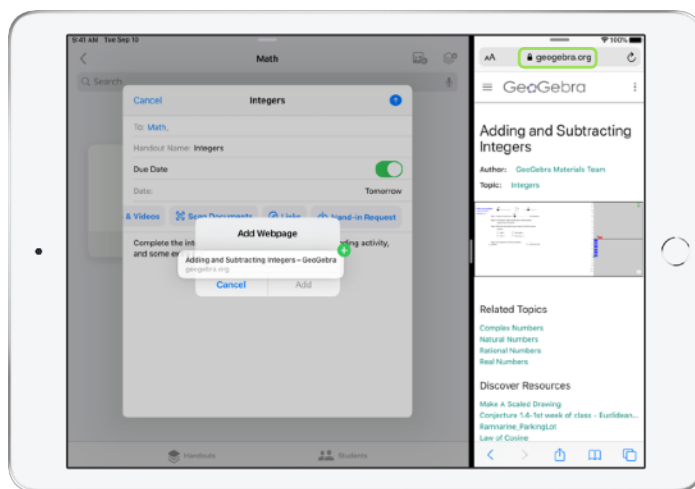 9:41 AM Tue Sep 10
100%
Math
Search
Cancel
Integers
To: Math,
Handout Name: Integers
Due Date
Date:
Tomorrow
& Videos
Scan Documents
Links
Hand-in Request
Complete the int
ding activity,
and some ex
Add Webpage
Adding and Subtracting Integers – GeoGebra
geogebra.org
Cancel
Add
Handouts
Students
AA
geogebra.org
GeoGebra
Adding and Subtracting
Integers
Author: GeoGebra Materials Team
Topic: Integers
Related Topics
Complex Numbers
Natural Numbers
Rational Numbers
Real Numbers
Discover Resources
Make A Scaled Drawing
Conjecture 1.4-1st week of class - Euclidean...
Ramnarine_ParkingLot
Law of Cosine